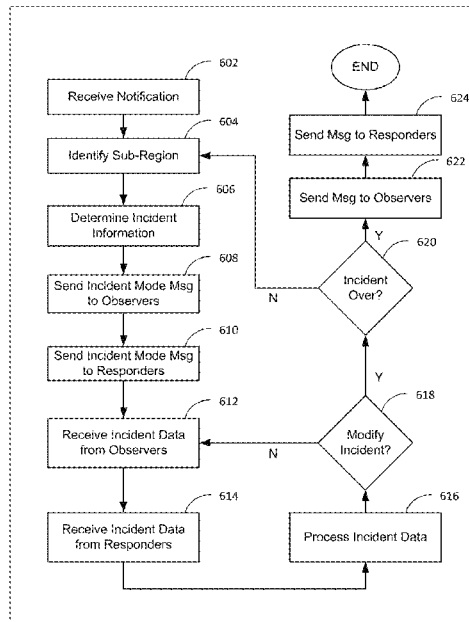 602
Receive Notification
604
Identify Sub-Region
606
Determine Incident
Information
608
Send Incident Mode Msg
to Observers
610
Send Incident Mode Msg
to Responders
612
Receive Incident Data
from Observers
614
Receive Incident Data
from Responders
616
Process Incident Data
618
Modify
Incident?
N
Y
620
Incident
Over?
N
Y
622
Send Msg to Observers
624
Send Msg to Responders
END